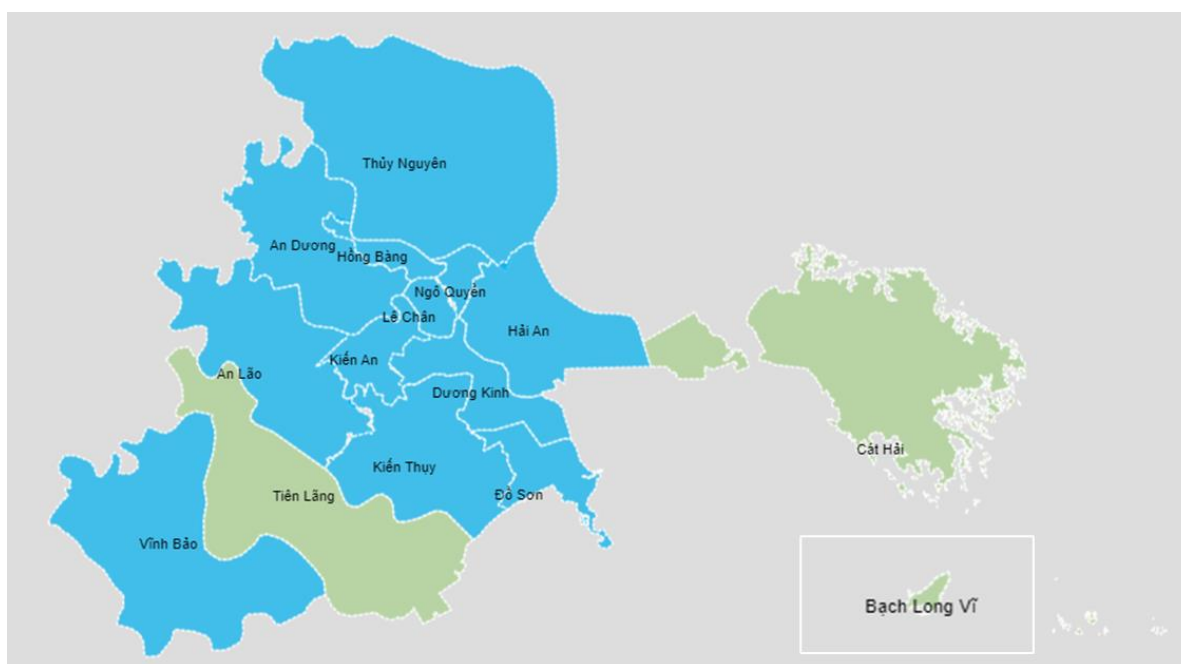 Thủy Nguyên
An Dương
Hồng Bàng
Ngô Quyền
Lê Chân
Hải An
Kiến An
An Lão
Dương Kinh
Cát Hải
Kiến Thụy
Tiên Lãng
Đồ Sơn
Vĩnh Bảo
Bạch Long Vĩ